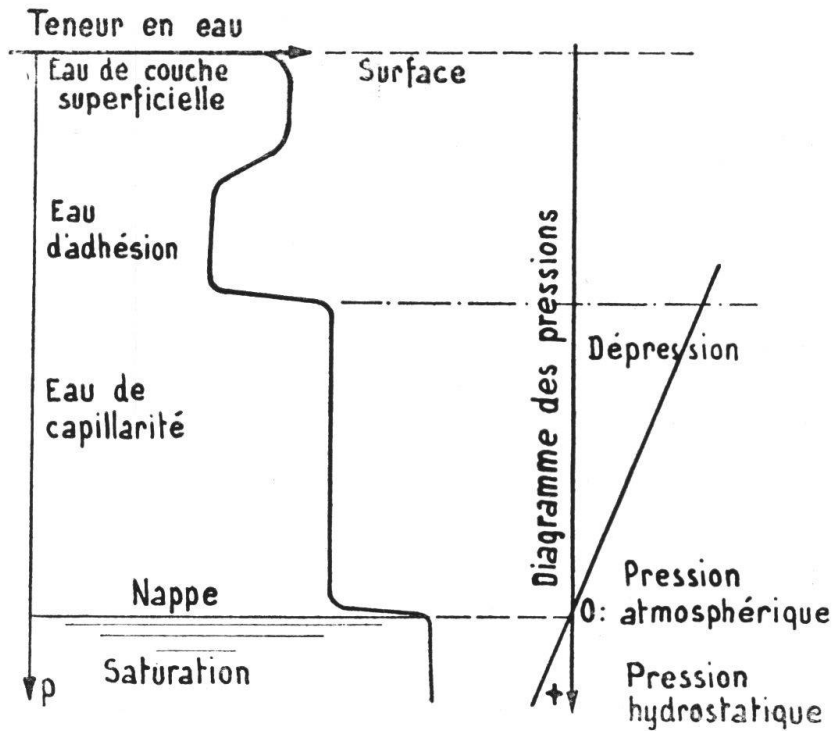 Teneur en eau
Eau de couche
superficielle
Surface
Eau
d'adhésion
Diagramme des pressions
Dépression
Eau de
capillarité
Nappe
Pression
O: atmosphérique
Saturation
p
+
Pression
hydrostatique